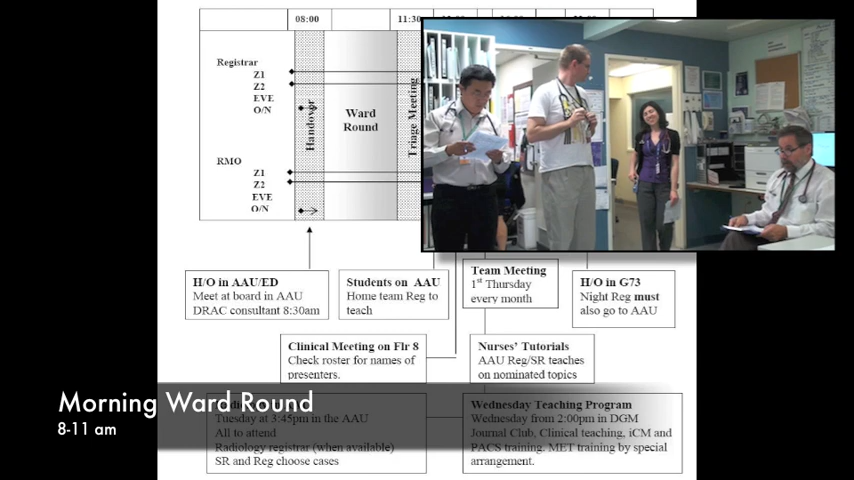 08:00
11:30
Registrar
Z1
Z2
EVE
O/N
Handover
Ward
Round
Triage Meeting
RMO
Z1
Z2
EVE
O/N
H/O in AAU/ED
Meet at board in AAU
DRAC consultant 8:30am
Students on AAU
Home team Reg to
teach
Team Meeting
1st Thursday
every month
H/O in G73
Night Reg must
also go to AAU
Clinical Meeting on Flr 8
Check roster for names of
presenters.
Nurses' Tutorials
AAU Reg/SR teaches
on nominated topics
Morning Ward Round
8-11 am
Tuesday at 3:45pm in the AAU
All to attend
Radiology registrar (when available)
SR and Reg choose cases
Wednesday Teaching Program
Wednesday from 2:00pm in DGM
Journal Club, Clinical teaching, iCM and
PACS training. MET training by special
arrangement.